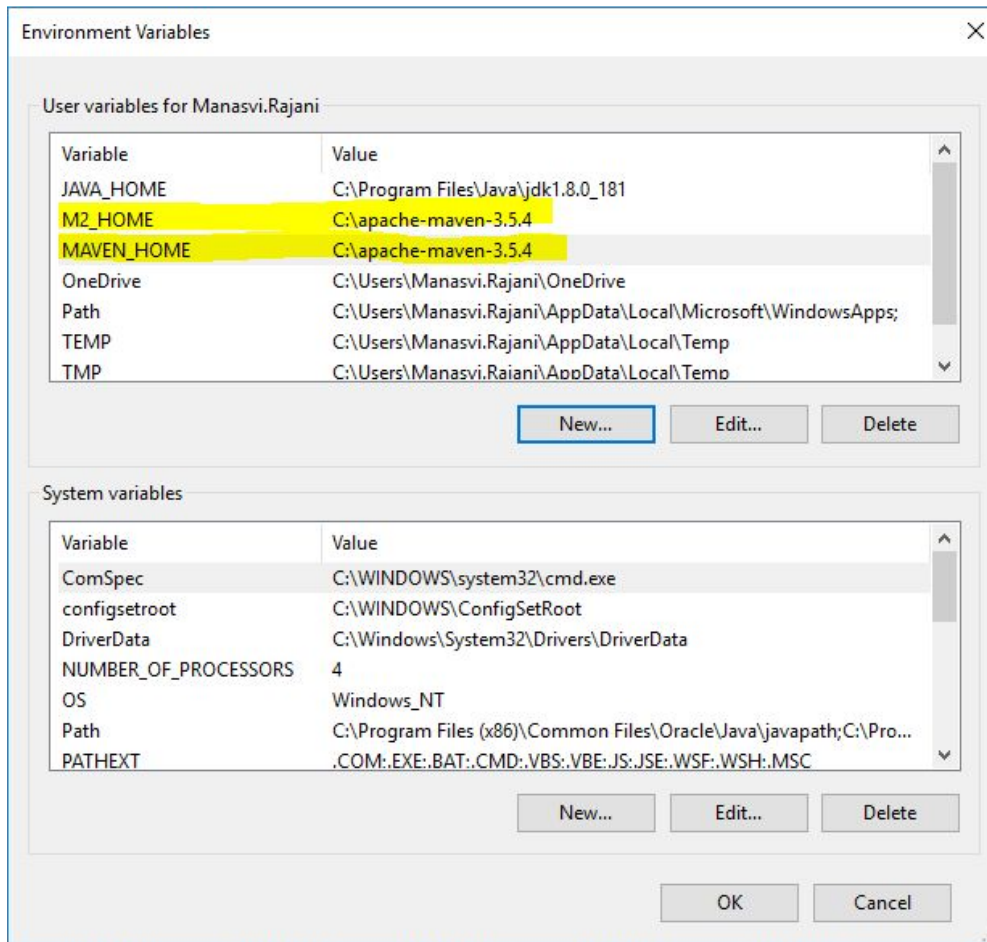 Environment Variables
User variables for Manasvi.Rajani
Variable Value
JAVA_HOME C:\Program Files\Java\jdk1.8.0_181
M2_HOME C:\apache-maven-3.5.4
MAVEN_HOME C:\apache-maven-3.5.4
OneDrive C:\Users\Manasvi.Rajani\OneDrive
Path C:\Users\Manasvi.Rajani\AppData\Local\Microsoft\WindowsApps;
TEMP C:\Users\Manasvi.Rajani\AppData\Local\Temp
TMP C:\Users\Manasvi.Rajani\AppData\Local\Temp
New... Edit... Delete
System variables
Variable Value
ComSpec C:\WINDOWS\system32\cmd.exe
configsetroot C:\WINDOWS\ConfigSetRoot
DriverData C:\Windows\System32\Drivers\DriverData
NUMBER_OF_PROCESSORS 4
OS Windows_NT
Path C:\Program Files (x86)\Common Files\Oracle\Java\javapath;C:\Pro...
PATHEXT .COM;.EXE;.BAT;.CMD;.VBS;.VBE;.JS;.JSE;.WSF;.WSH;.MSC
New... Edit... Delete
OK Cancel